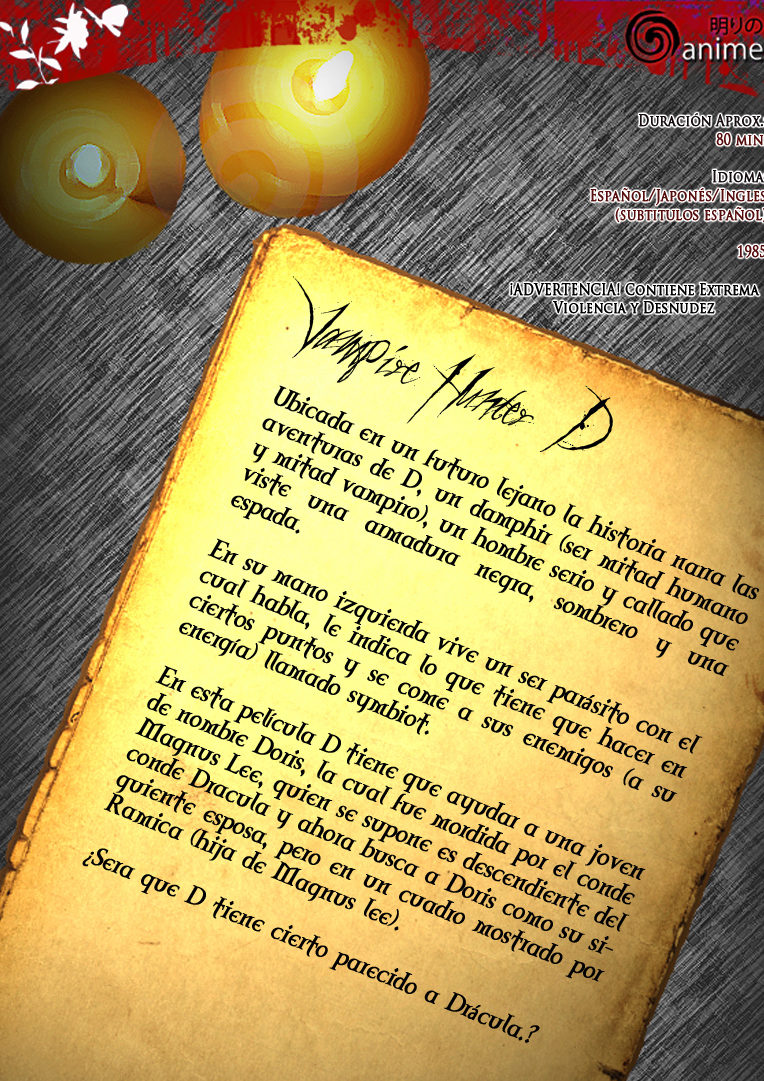 明りの
anime
Duración Aprox.
80 min
Idioma
Español/Japonés/Ingles
(subtitulos español)
1985
¡ADVERTENCIA! Contiene Extrema
Violencia y Desnudez
Vampire Hunter D
Ubicada en un futuro lejano la historia narra las
aventuras de D, un damphir (ser mitad humano
y mitad vampiro), un hombre serio y callado que
viste una armadura negra, sombrero y una
espada.
En su mano izquierda vive un ser parásito con el
cual habla, le indica lo que tiene que hacer en
ciertos puntos y se come a sus enemigos (a su
energía) llamado symbiot.
En esta película D tiene que ayudar a una joven
de nombre Doris, la cual fue mordida por el conde
Magnus Lee, quien se supone es descendiente del
conde Dracula y ahora busca a Doris como su si-
quiente esposa, pero en un cuadro mostrado por
Ramica (hija de Magnus lee).
¿Sera que D tiene cierto parecido a Drácula.?